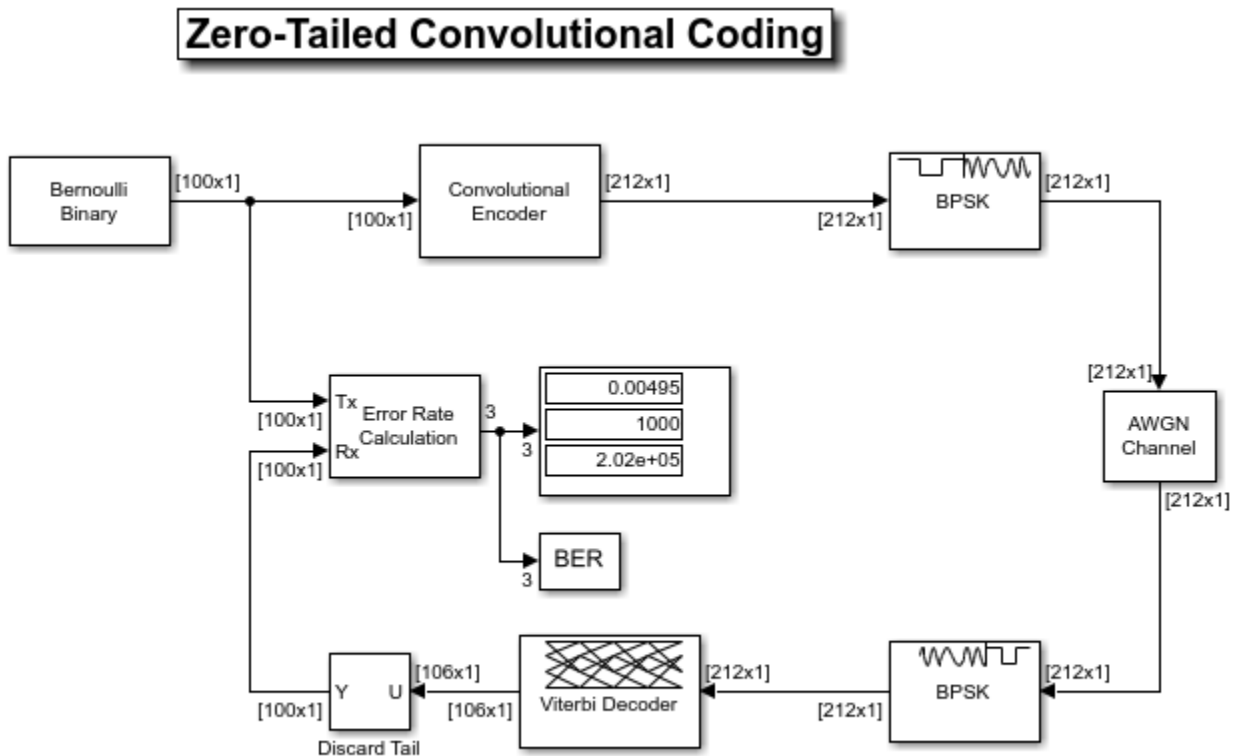 Zero-Tailed Convolutional Coding
Bernoulli
Binary
[100x1]
[100x1]
Convolutional
Encoder
[212x1]
[212x1]
BPSK
[212x1]
[212x1]
AWGN
Channel
[212x1]
Tx
Rx
[100x1]
[100x1]
Error Rate
Calculation
3
3
0.00495
1000
2.02e+05
3
BER
[212x1]
BPSK
[212x1]
[212x1]
Viterbi Decoder
[106x1]
[106x1]
Y
U
[100x1]
Discard Tail